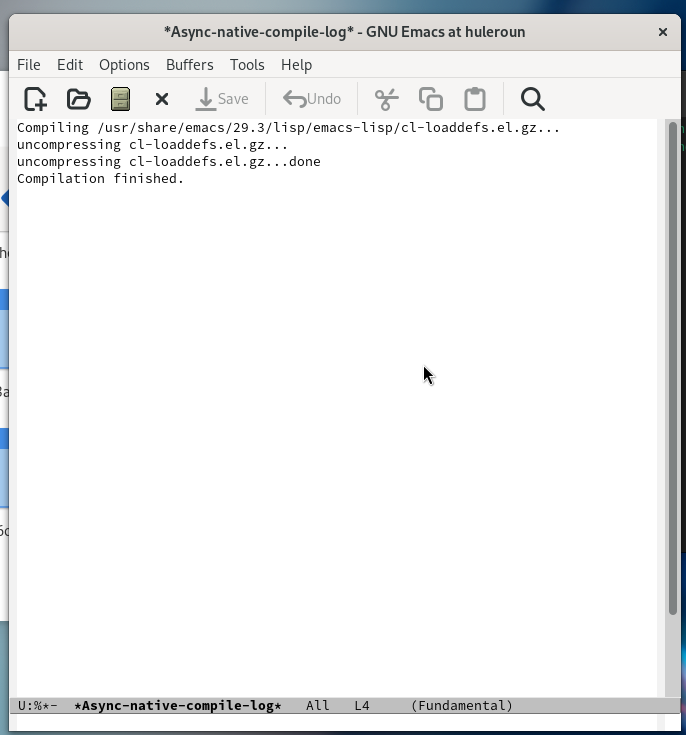 *Async-native-compile-log* - GNU Emacs at huleroun
File Edit Options Buffers Tools Help
Save Undo
Compiling /usr/share/emacs/29.3/lisp/emacs-lisp/cl-loaddefs.el.gz...
uncompressing cl-loaddefs.el.gz...
uncompressing cl-loaddefs.el.gz...done
Compilation finished.
U:%*-  *Async-native-compile-log*   All   L4     (Fundamental)